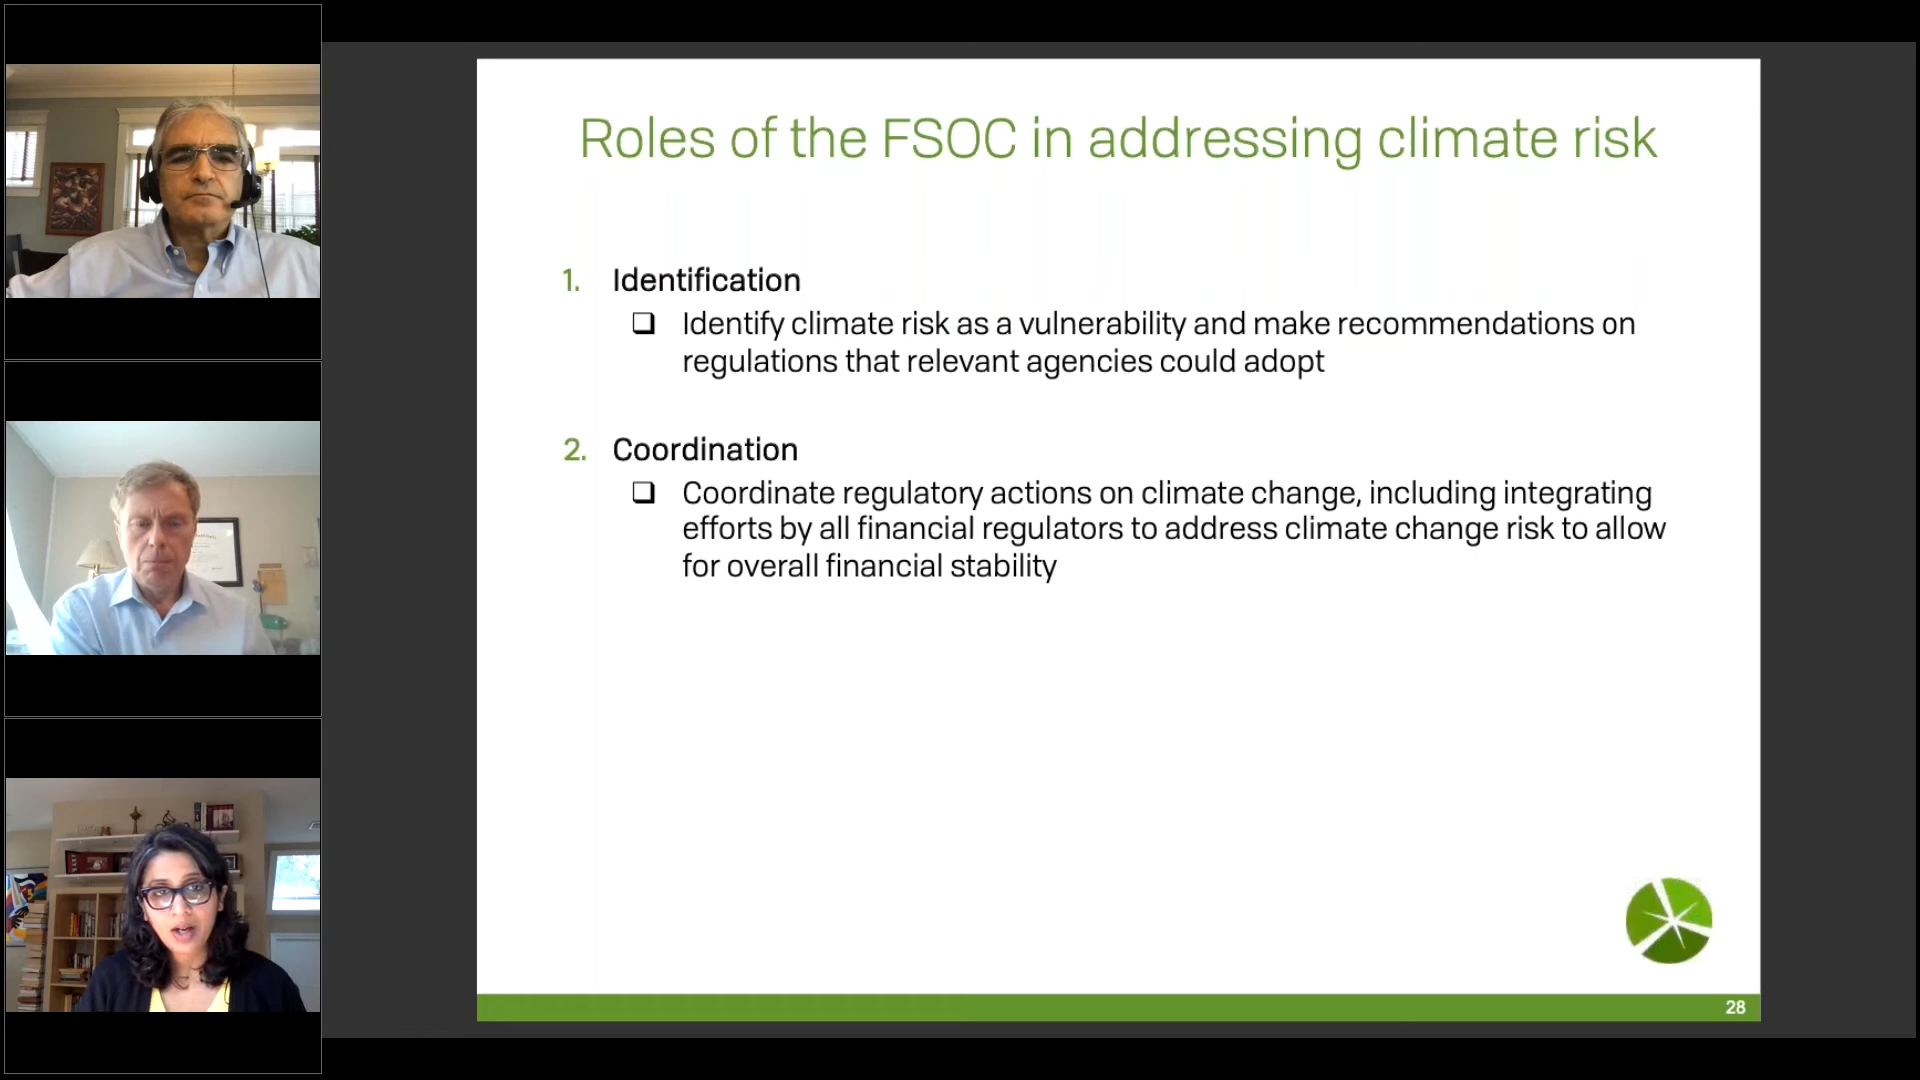 Roles of the FSOC in addressing climate risk
1. Identification
❑ Identify climate risk as a vulnerability and make recommendations on
regulations that relevant agencies could adopt
2. Coordination
❑ Coordinate regulatory actions on climate change, including integrating
efforts by all financial regulators to address climate change risk to allow
for overall financial stability
28